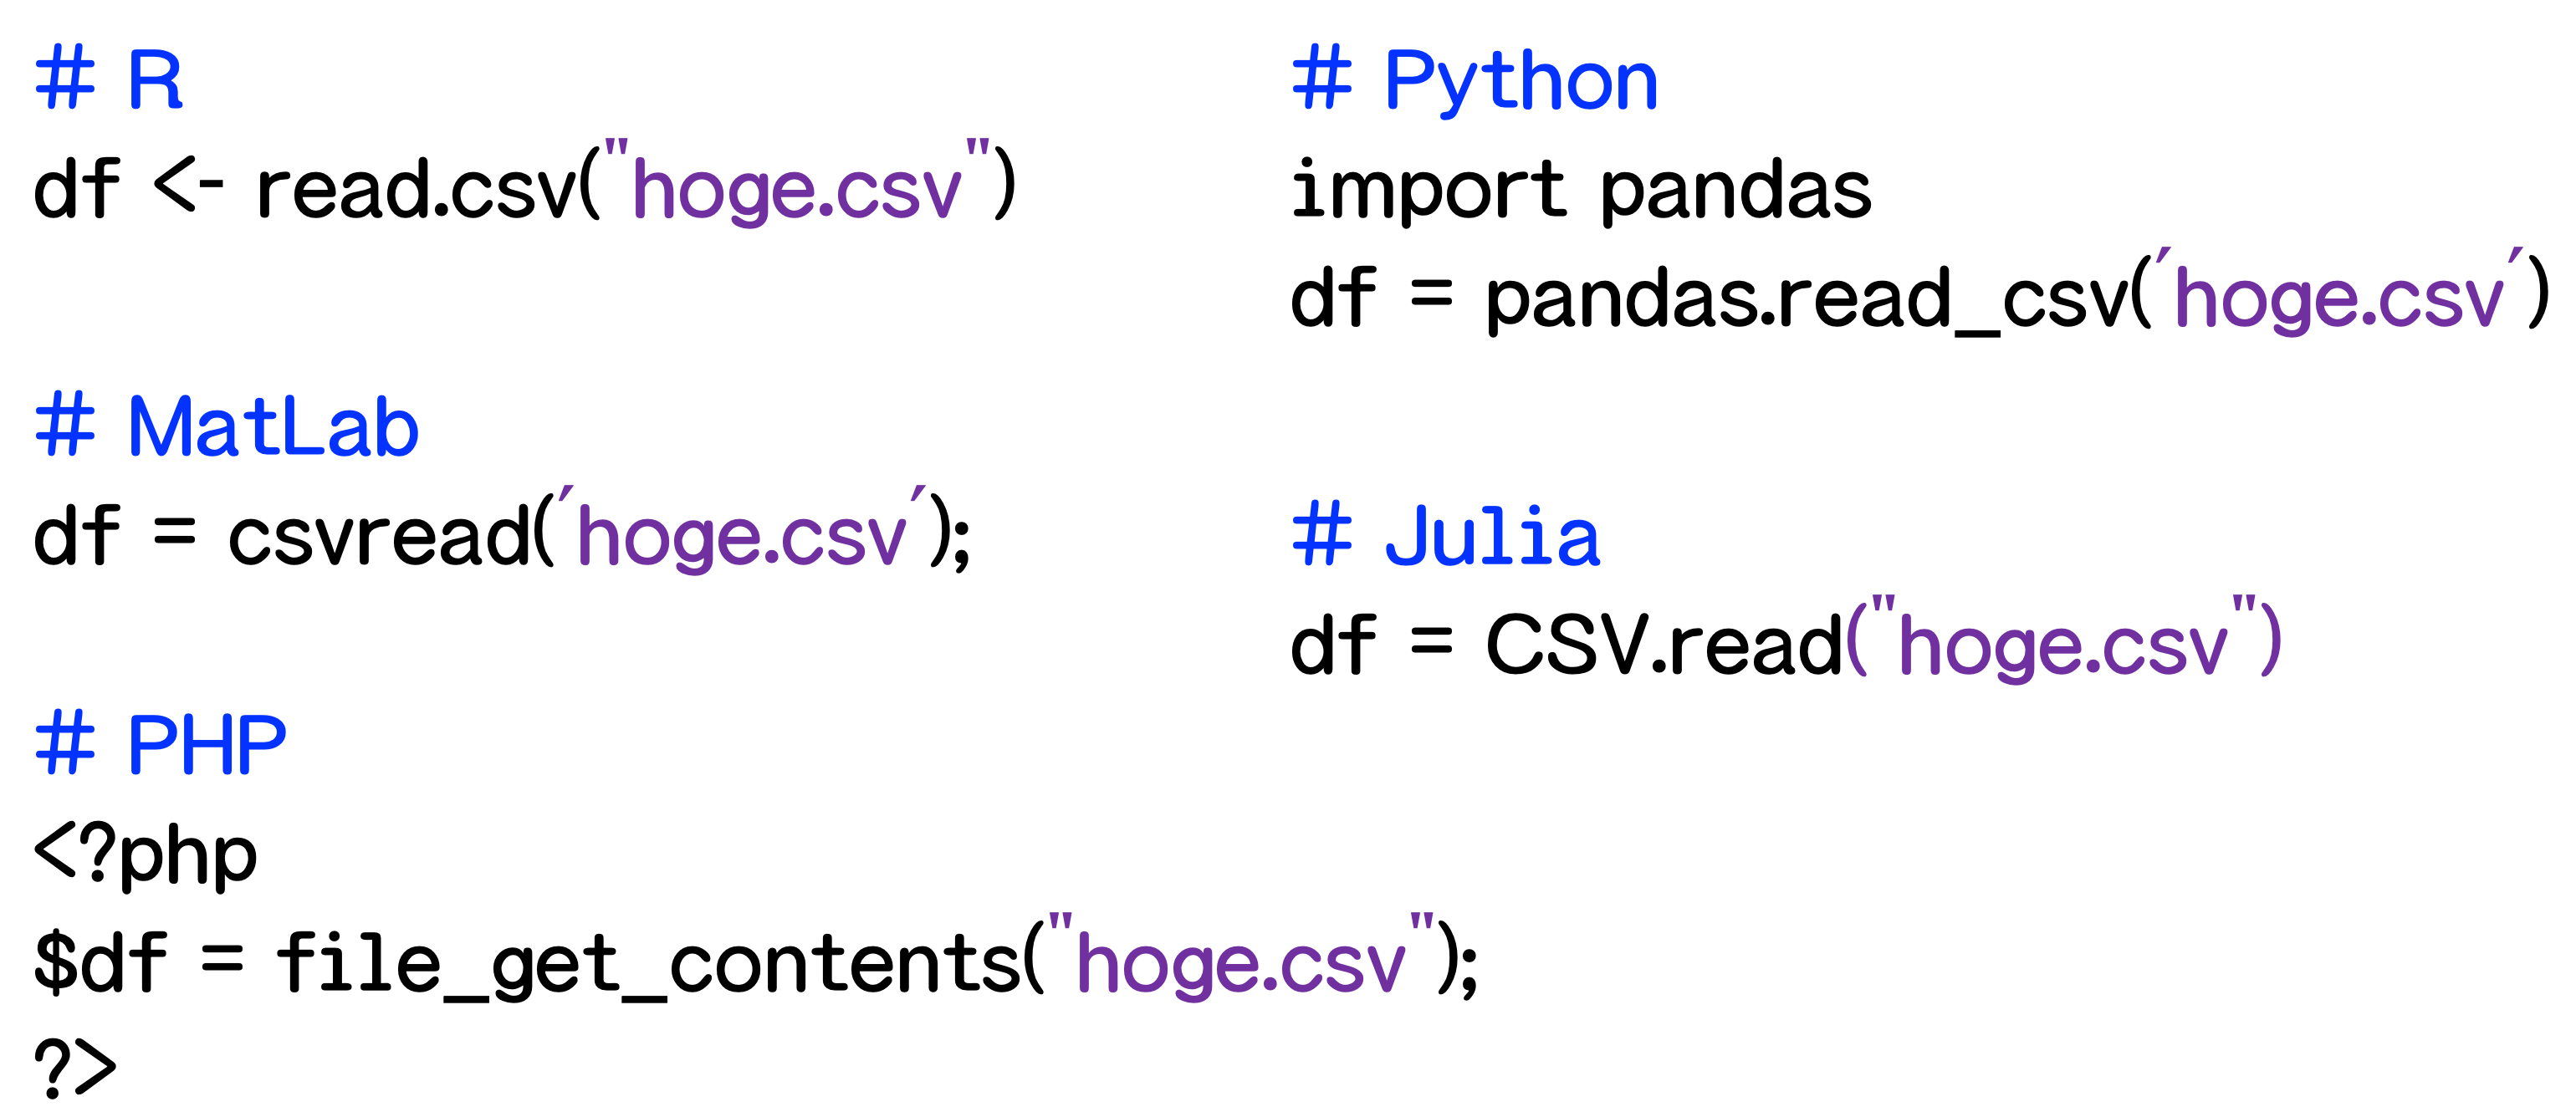 # R
df <- read.csv("hoge.csv")
# MatLab
df = csvread('hoge.csv');
# PHP
<?php
$df = file_get_contents("hoge.csv");
?>
# Python
import pandas
df = pandas.read_csv('hoge.csv')
# Julia
df = CSV.read("hoge.csv")